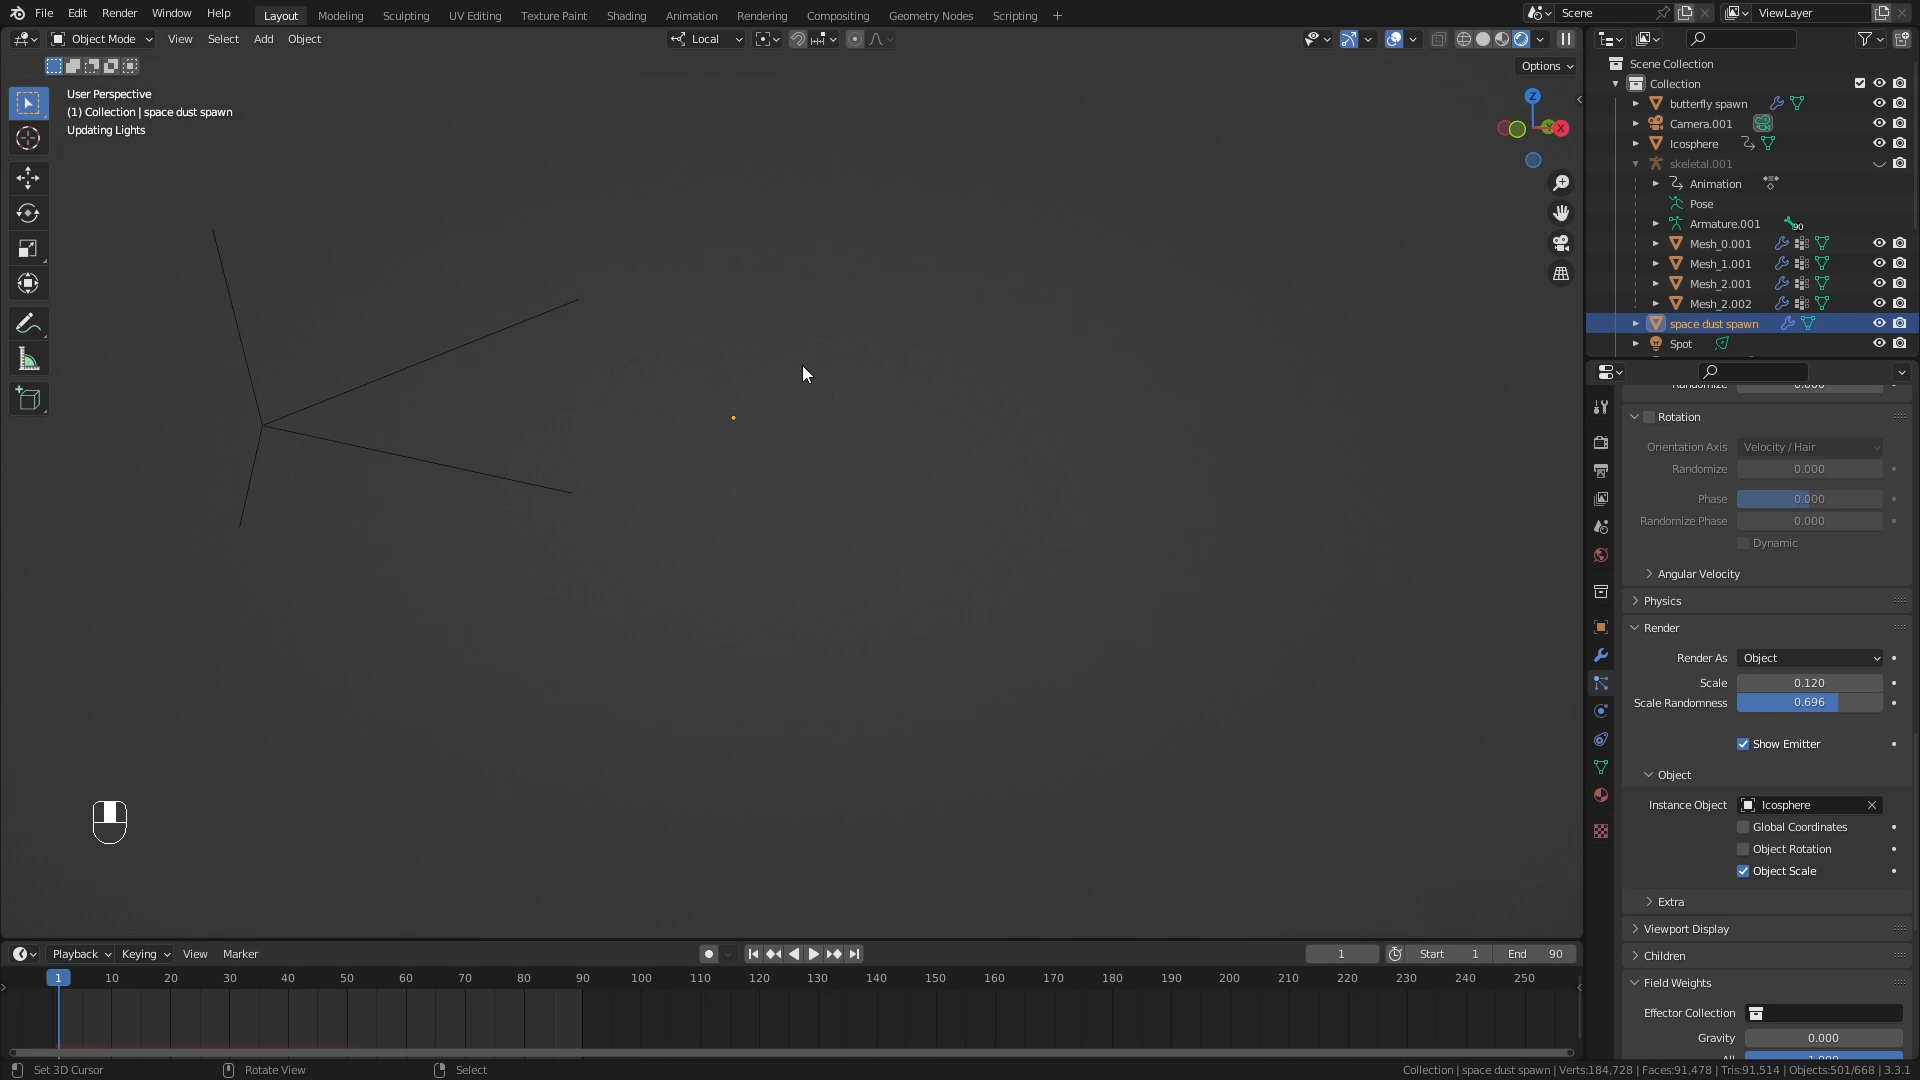 File Edit Render Window Help Layout Modeling Sculpting UV Editing Texture Paint Shading Animation Rendering Compositing Geometry Nodes Scripting + Scene ViewLayer
Object Mode View Select Add Object Local
Options
User Perspective
(1) Collection | space dust spawn
Updating Lights
Z
Y
X
Scene Collection
Collection
butterfly spawn
Camera.001
Icosphere
skeletal.001
Animation
Pose
Armature.001 90
Mesh_0.001
Mesh_1.001
Mesh_2.001
Mesh_2.002
space dust spawn
Spot
Rotation
Orientation Axis Velocity / Hair
Randomize 0.000
Phase 0.000
Randomize Phase 0.000
Dynamic
Angular Velocity
Physics
Render
Render As Object
Scale 0.120
Scale Randomness 0.696
Show Emitter
Object
Instance Object Icosphere
Global Coordinates
Object Rotation
Object Scale
Extra
Viewport Display
Children
Field Weights
Effector Collection
Gravity 0.000
Playback Keying View Marker 1 Start 1 End 90
1 10 20 30 40 50 60 70 80 90 100 110 120 130 140 150 160 170 180 190 200 210 220 230 240 250
Set 3D Cursor Rotate View Select Collection | space dust spawn | Verts:184,728 | Faces:91,478 | Tris:91,514 | Objects:501/668 | 3.3.1